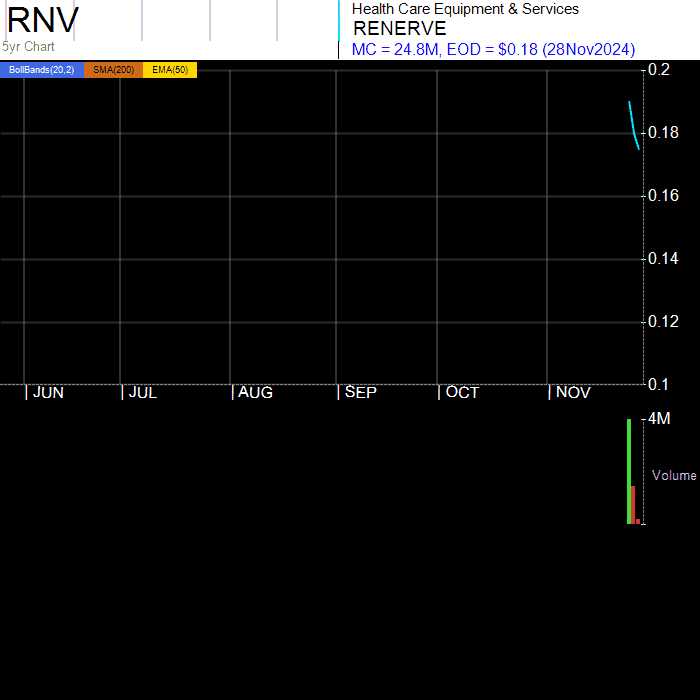 RNV
5yr Chart
Health Care Equipment & Services
RENERVE
MC = 24.8M, EOD = $0.18 (28Nov2024)
BollBands(20,2) SMA(200) EMA(50)
0.2
0.18
0.16
0.14
0.12
0.1
JUN JUL AUG SEP OCT NOV
4M
Volume